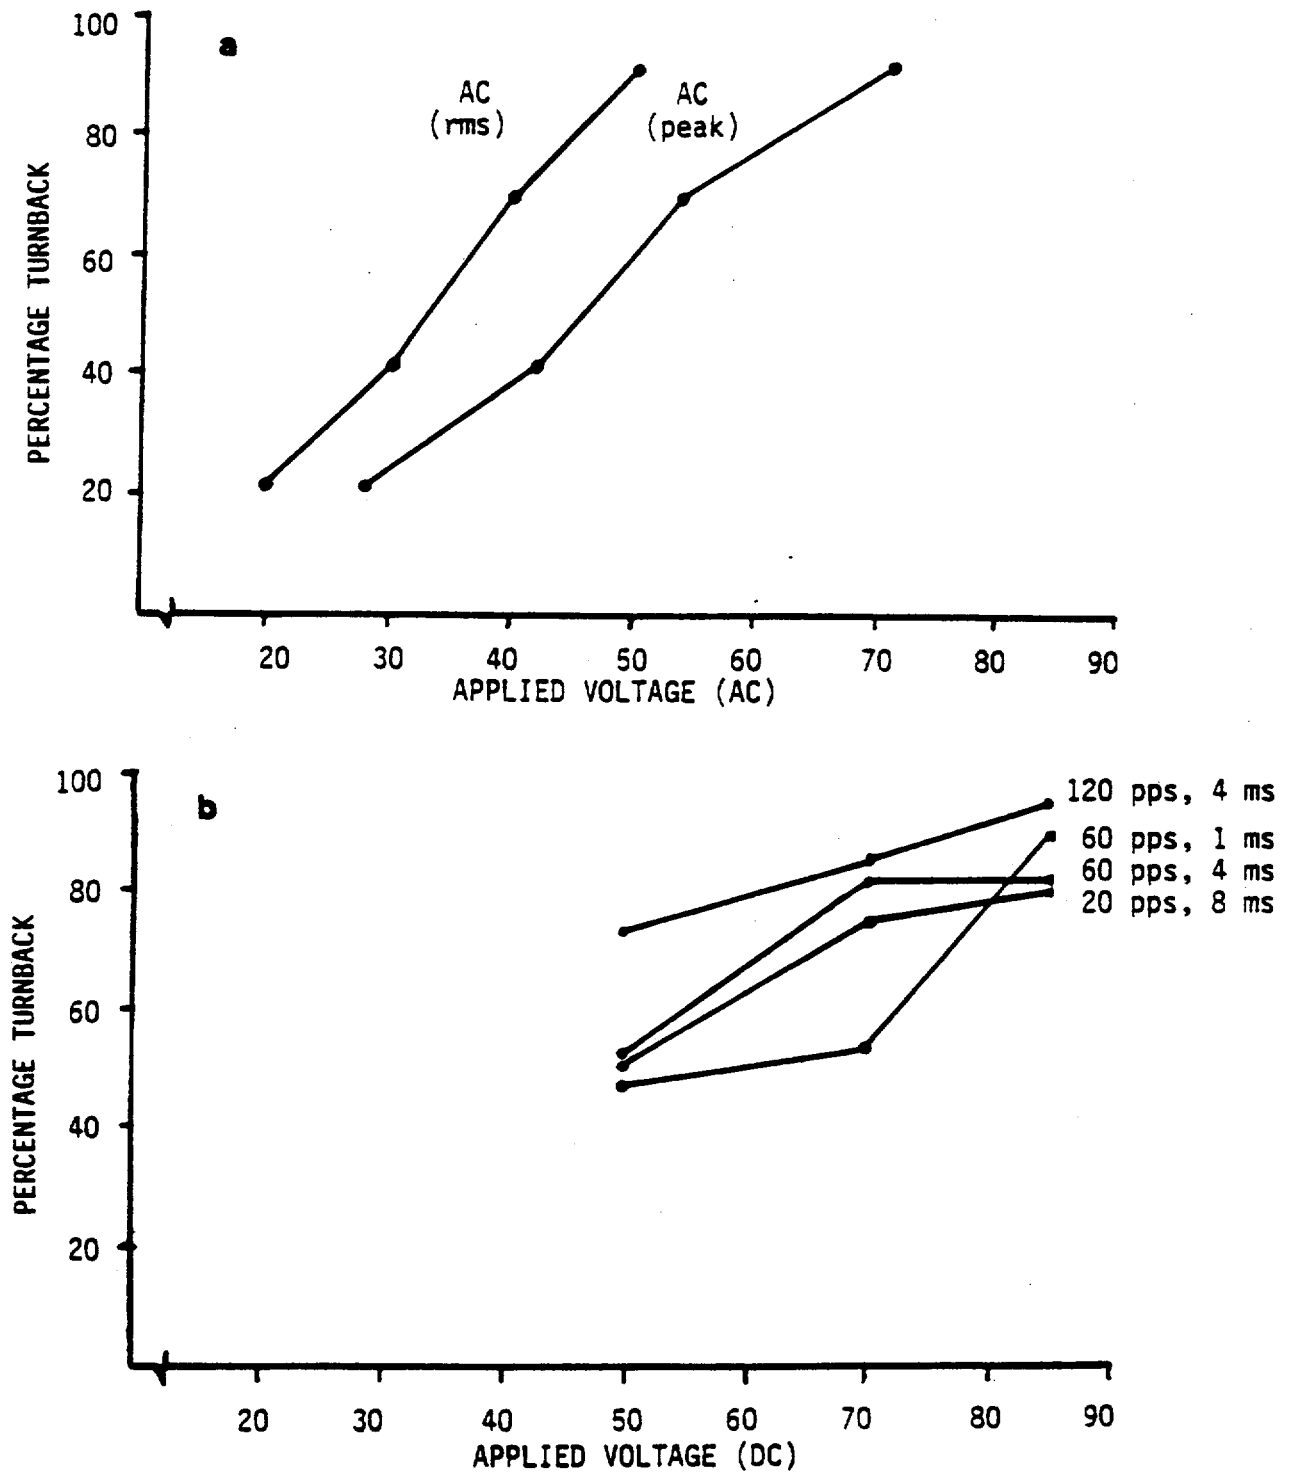 a
100
80
60
40
20
PERCENTAGE TURNBACK
AC
(rms)
AC
(peak)
20 30 40 50 60 70 80 90
APPLIED VOLTAGE (AC)
b
100
80
60
40
20
PERCENTAGE TURNBACK
120 pps, 4 ms
60 pps, 1 ms
60 pps, 4 ms
20 pps, 8 ms
20 30 40 50 60 70 80 90
APPLIED VOLTAGE (DC)